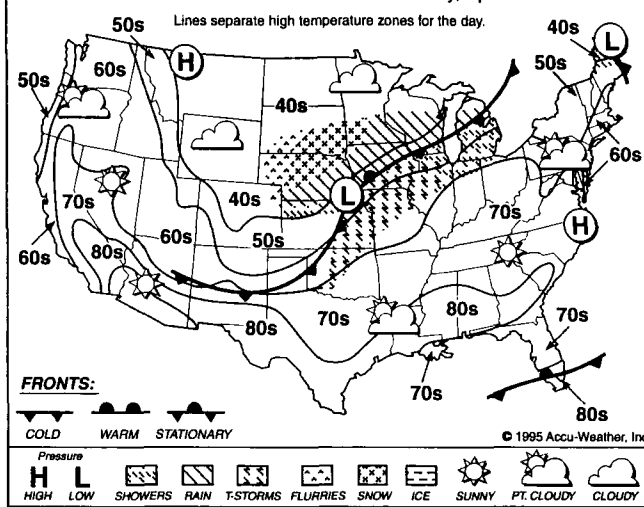 Lines separate high temperature zones for the day.
50s
H
L
40s
50s
60s
50s
40s
60s
40s
L
70s
70s
H
60s
50s
60s
80s
80s
70s
80s
70s
70s
80s
FRONTS:
COLD WARM STATIONARY
© 1995 Accu-Weather, Inc
Pressure
H L
HIGH LOW SHOWERS RAIN T-STORMS FLURRIES SNOW ICE SUNNY PT. CLOUDY CLOUDY